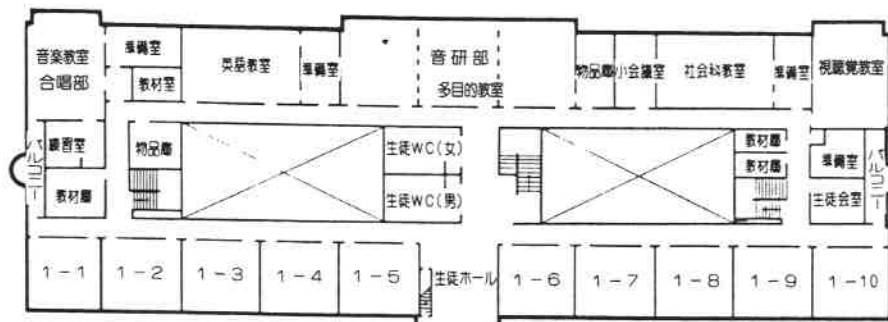 音楽教室
合唱部
準備室
教材室
英語教室
準備室
音研部
多目的教室
物品庫
小会議室
社会科教室
準備室
視聴覚教室
バルコニー
練習室
教材庫
物品庫
生徒WC(女)
生徒WC(男)
教材庫
教材庫
準備室
生徒会室
バルコニー
1-1
1-2
1-3
1-4
1-5
生徒ホール
1-6
1-7
1-8
1-9
1-10